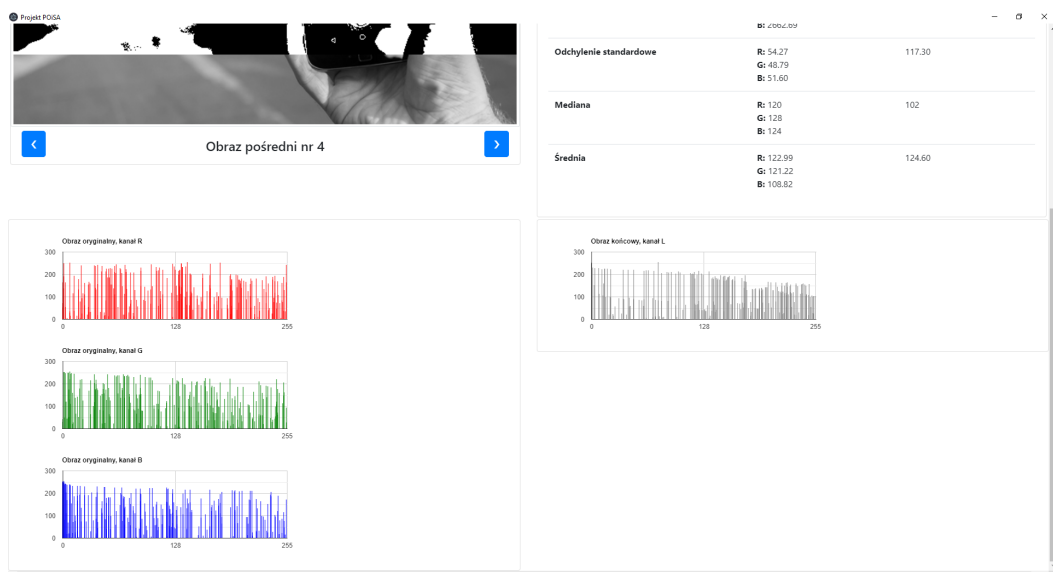 Projekt POiSA
B: 2662.69
Odchylenie standardowe R: 54.27 117.30
G: 48.79
B: 51.60
Mediana R: 120 102
G: 128
B: 124
Średnia R: 122.99 124.60
G: 121.22
B: 108.82
Obraz pośredni nr 4
Obraz oryginalny, kanał R
300
200
100
0
0 128 255
Obraz oryginalny, kanał G
300
200
100
0
0 128 255
Obraz oryginalny, kanał B
300
200
100
0
0 128 255
Obraz końcowy, kanał L
300
200
100
0
0 128 255